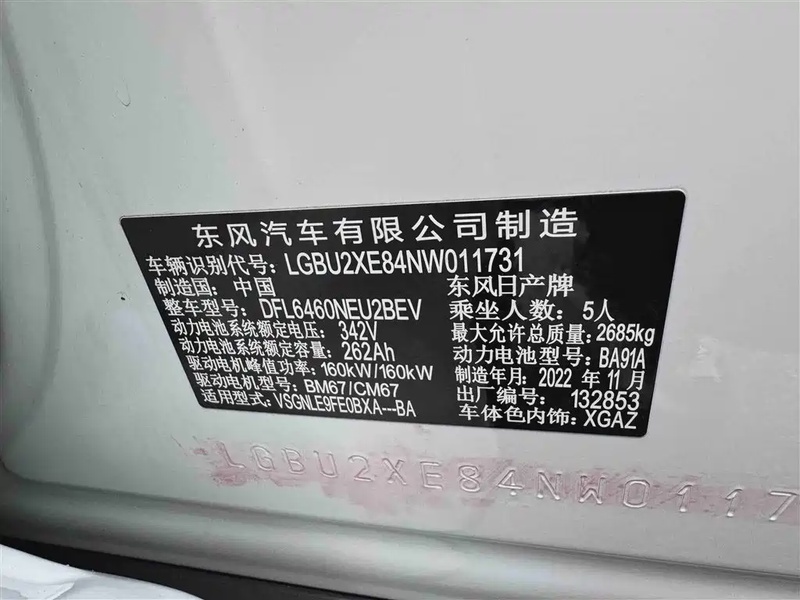 东风汽车有限公司制造
车辆识别代号: LGBU2XE84NW011731
制造国: 中国 东风日产牌
整车型号: DFL6460NEU2BEV 乘坐人数: 5人
动力电池系统额定电压: 342V 最大允许总质量: 2685kg
动力电池系统额定容量: 262Ah 动力电池型号: BA91A
驱动电机峰值功率: 160kW/160kW 制造年月: 2022 年 11 月
驱动电机型号: BM67/CM67 出厂编号: 132853
适用型式: VSGNLE9FE0BXA---BA 车体色内饰: XGAZ
LGBU2XE84NW0117